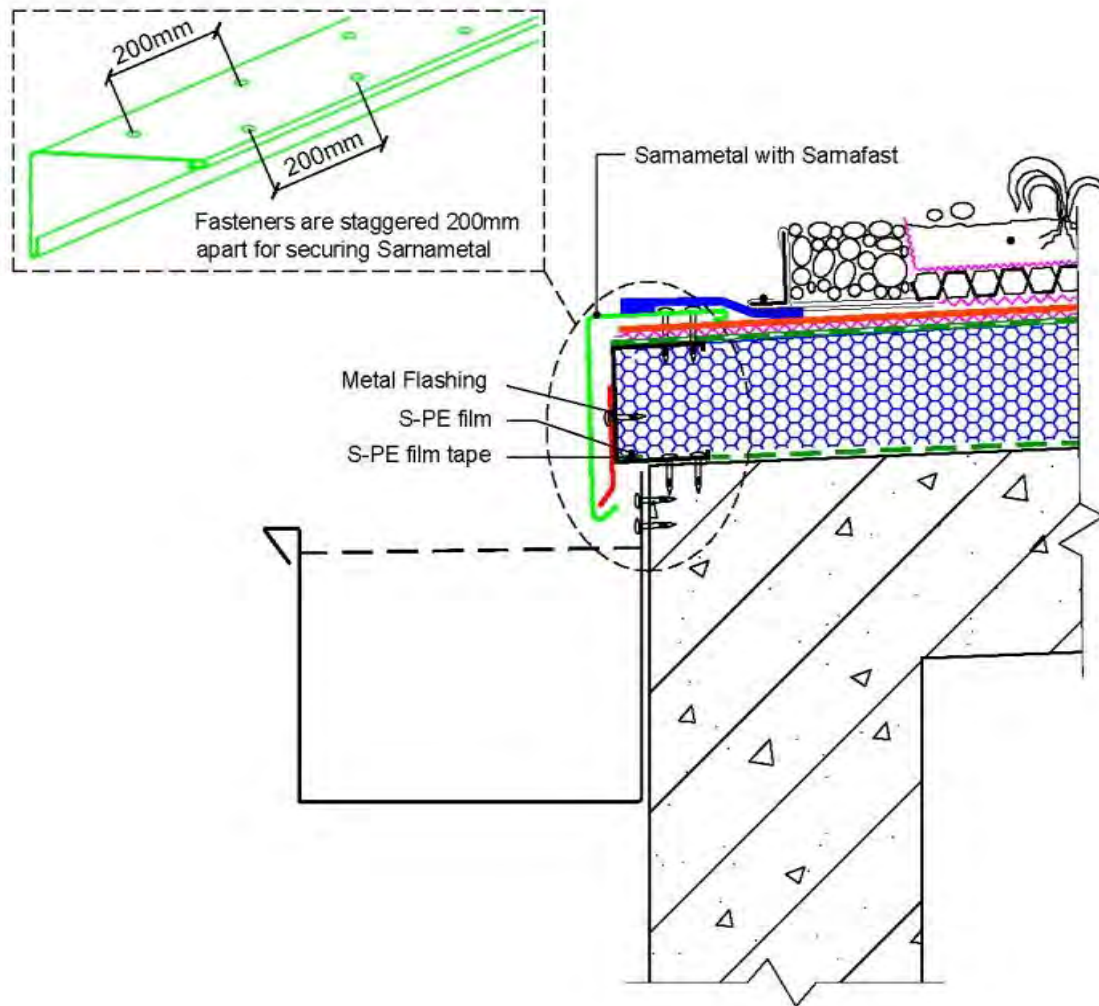 200mm
200mm
Fasteners are staggered 200mm
apart for securing Sarnametal
Samametal with Samafast
Metal Flashing
S-PE film
S-PE film tape